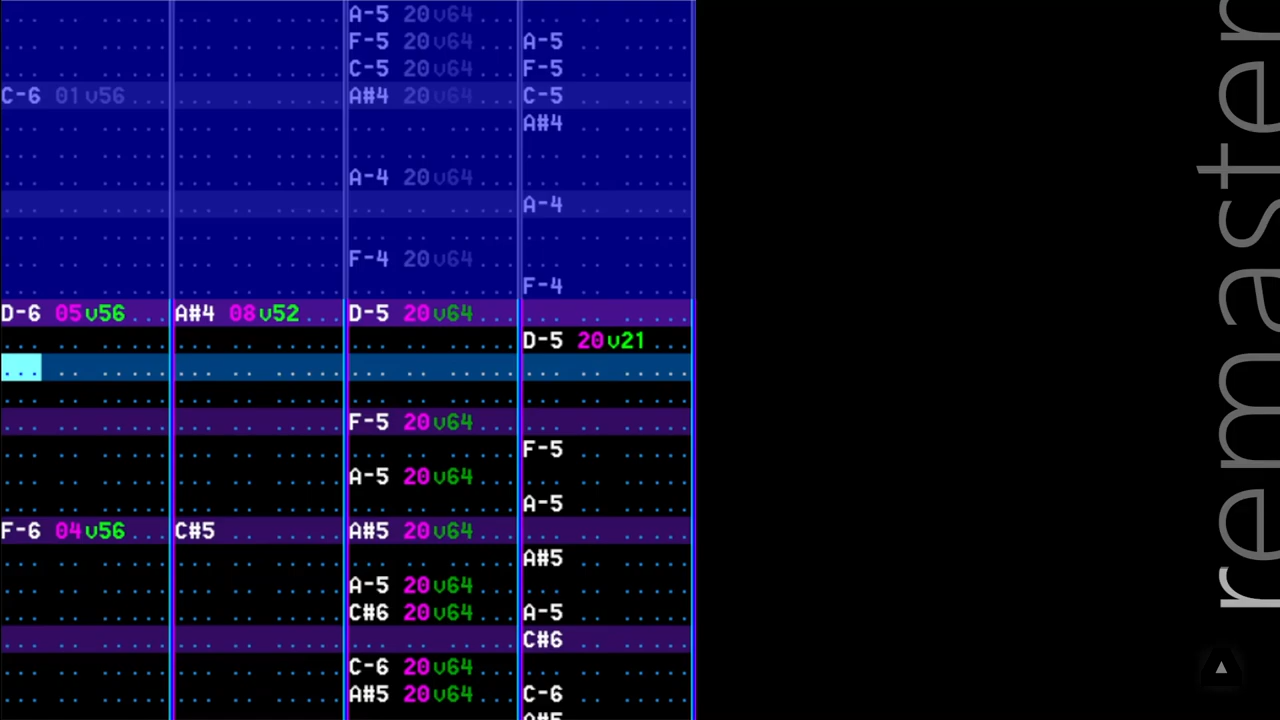 A-5 20v64...
F-5 20v64... A-5
C-5 20v64... F-5
C-6 01v56... A#4 20v64... C-5
A#4
A-4 20v64...
A-4
F-4 20v64...
F-4
D-6 05v56... A#4 08v52... D-5 20v64...
D-5 20v21...
F-5 20v64...
F-5
A-5 20v64...
A-5
F-6 04v56... C#5 A#5 20v64...
A#5
A-5 20v64...
C#6 20v64... A-5
C#6
C-6 20v64...
A#5 20v64... C-6
A#5
remaster